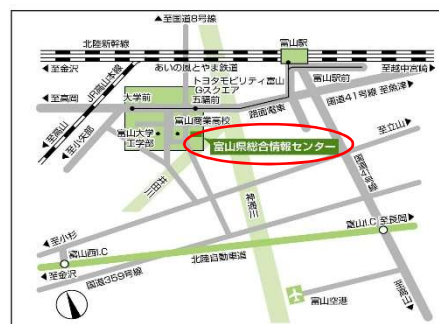 ▲至国道8号線
北陸新幹線
富山駅
◀至金沢
あいの風とやま鉄道
▶至越中宮崎
JR高山本線
トヨタモビリティ富山
Gスクエア
五福前
大学前
富山駅前
国道41号線
至魚津▶
◀至高岡
路面電車
◀至高山
◀至小矢部
富山商業高校
富山大学
工学部
至立山▶
富山県総合情報センター
国道41号線
井田川
神通川
◀至小杉
富山西I.C
富山I.C
至長岡▶
◀至金沢
北陸自動車道
国道359号線
富山空港
至高山▶